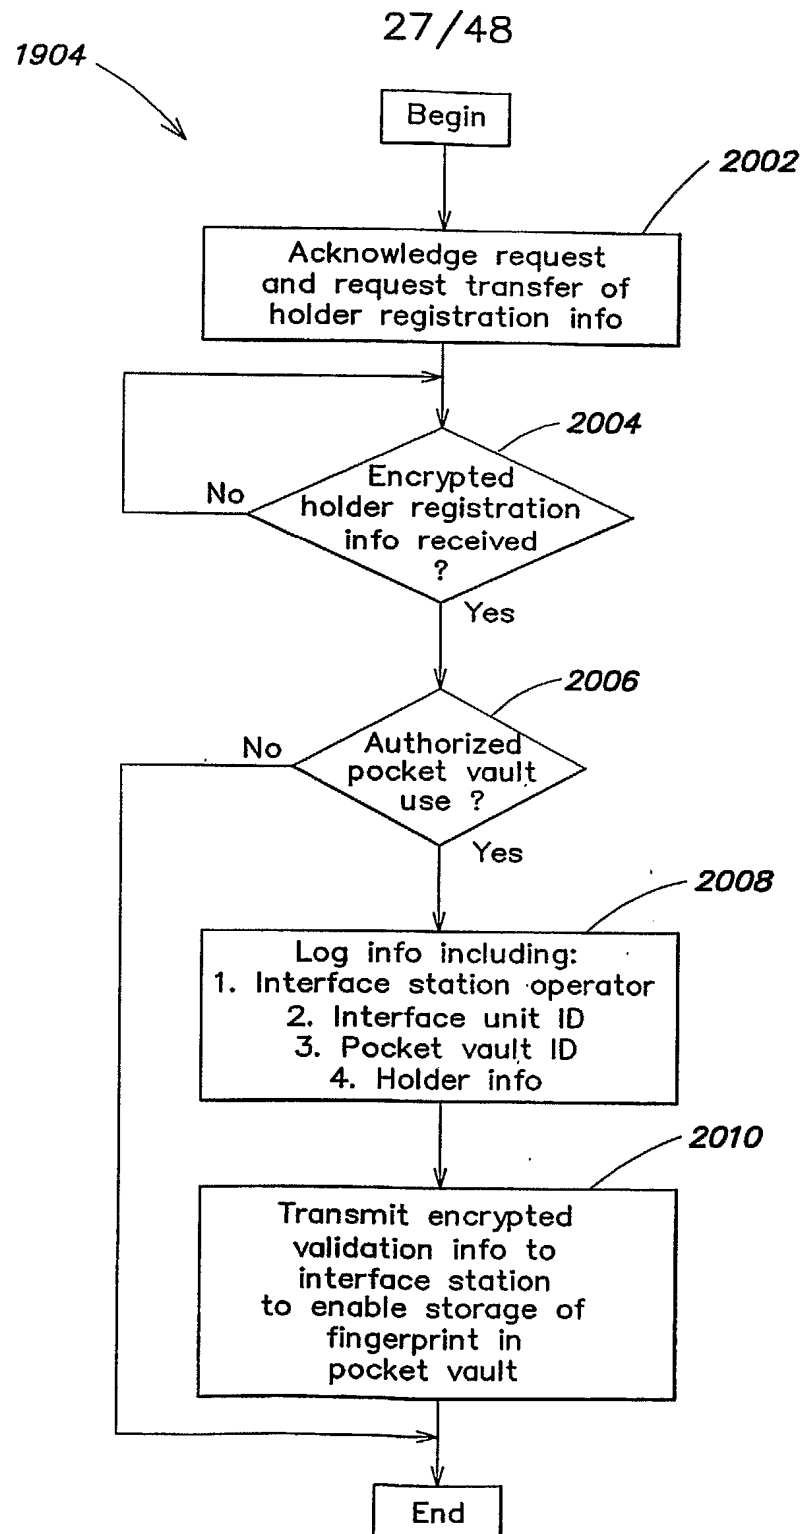 27/48
1904
Begin
2002
Acknowledge request
and request transfer of
holder registration info
2004
Encrypted
holder registration
info received
?
No
Yes
2006
Authorized
pocket vault
use ?
No
Yes
2008
Log info including:
1. Interface station operator
2. Interface unit ID
3. Pocket vault ID
4. Holder info
2010
Transmit encrypted
validation info to
interface station
to enable storage of
fingerprint in
pocket vault
End